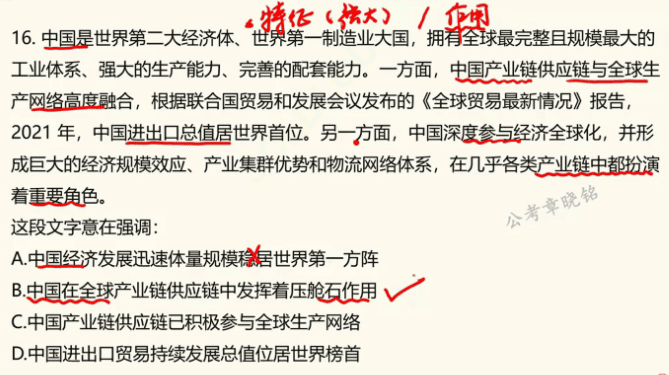 特征（强大） / 作用
16. 中国是世界第二大经济体、世界第一制造业大国，拥有全球最完整且规模最大的
工业体系、强大的生产能力、完善的配套能力。一方面，中国产业链供应链与全球生
产网络高度融合，根据联合国贸易和发展会议发布的《全球贸易最新情况》报告，
2021 年，中国进出口总值居世界首位。另一方面，中国深度参与经济全球化，并形
成巨大的经济规模效应、产业集群优势和物流网络体系，在几乎各类产业链中都扮演
着重要角色。
公考章晓铭
这段文字意在强调：
A.中国经济发展迅速体量规模稳居世界第一方阵
B.中国在全球产业链供应链中发挥着压舱石作用
C.中国产业链供应链已积极参与全球生产网络
D.中国进出口贸易持续发展总值位居世界榜首